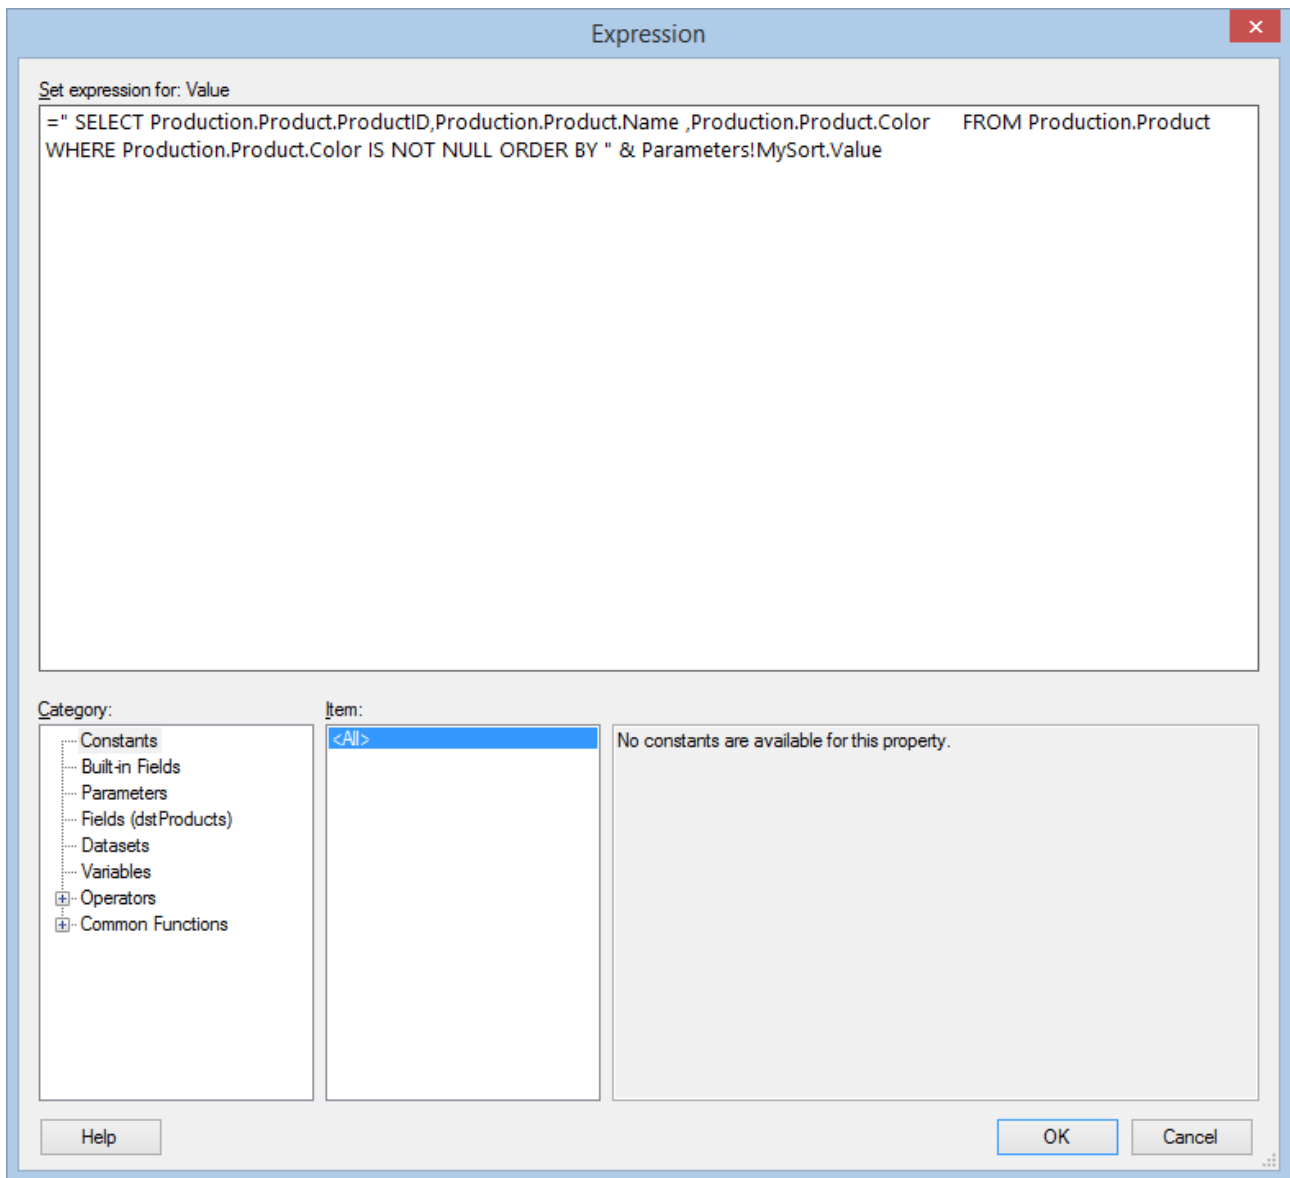 Expression
Set expression for: Value
=" SELECT Production.Product.ProductID,Production.Product.Name ,Production.Product.Color     FROM Production.Product
WHERE Production.Product.Color IS NOT NULL ORDER BY " & Parameters!MySort.Value
Category:
Item:
Constants
Built-in Fields
Parameters
Fields (dstProducts)
Datasets
Variables
Operators
Common Functions
<All>
No constants are available for this property.
Help
OK
Cancel